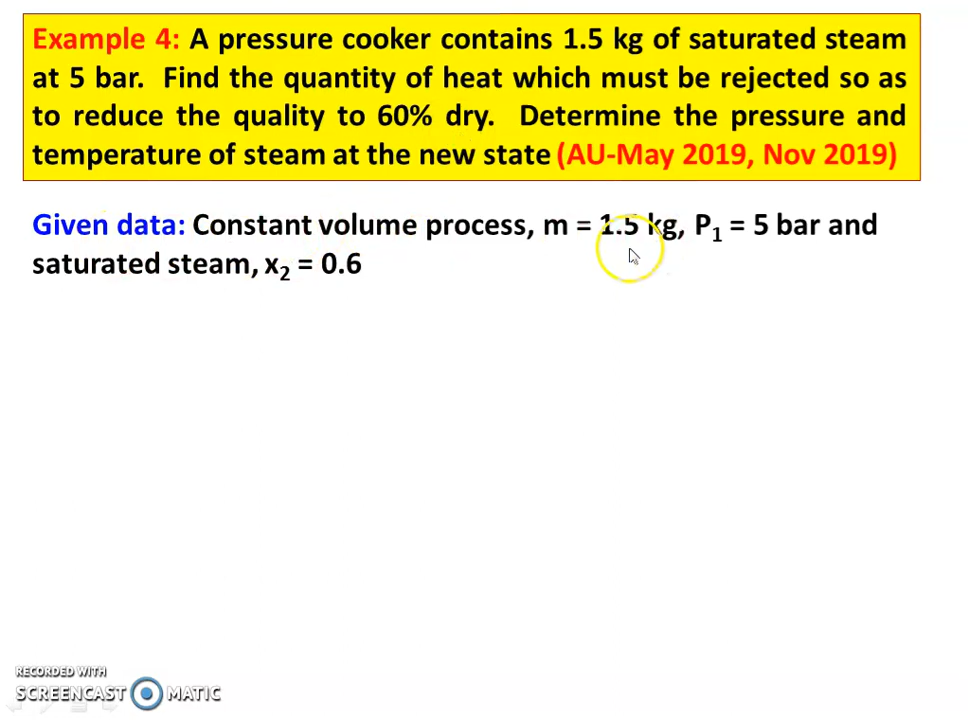 Example 4: A pressure cooker contains 1.5 kg of saturated steam
at 5 bar. Find the quantity of heat which must be rejected so as
to reduce the quality to 60% dry. Determine the pressure and
temperature of steam at the new state (AU-May 2019, Nov 2019)
Given data: Constant volume process, m = 1.5 kg, P₁ = 5 bar and
saturated steam, x₂ = 0.6
RECORDED WITH
SCREENCAST MATIC